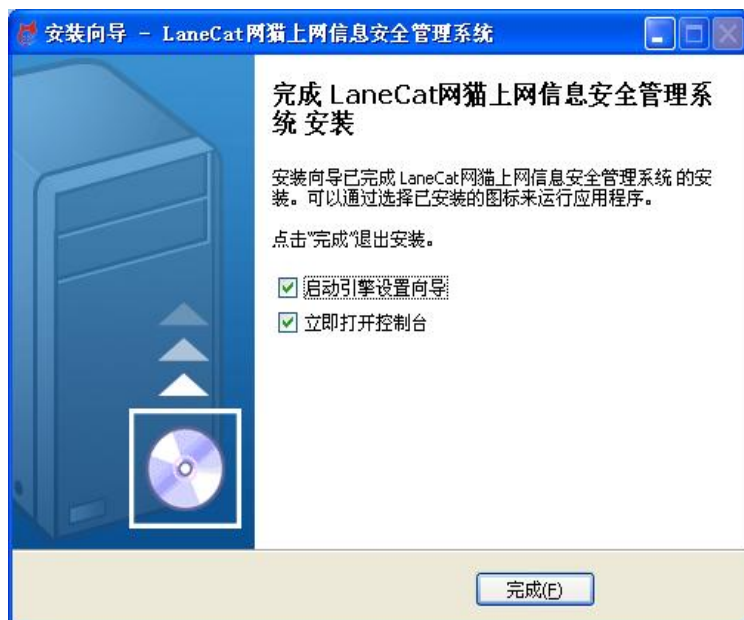 安装向导 - LaneCat网猫上网信息安全管理系统
完成 LaneCat网猫上网信息安全管理系
统 安装
安装向导已完成 LaneCat网猫上网信息安全管理系统 的安
装。可以通过选择已安装的图标来运行应用程序。
点击"完成"退出安装。
启动引擎设置向导
立即打开控制台
完成(F)